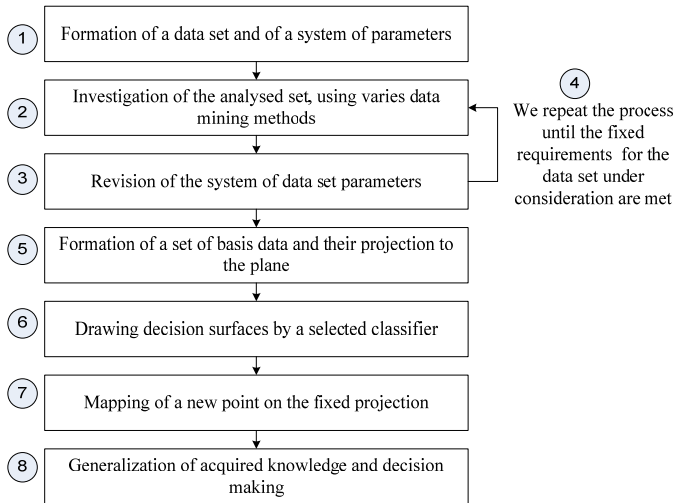 1
Formation of a data set and of a system of parameters
2
Investigation of the analysed set, using varies data
mining methods
3
Revision of the system of data set parameters
4
We repeat the process
until the fixed
requirements for the
data set under
consideration are met
5
Formation of a set of basis data and their projection to
the plane
6
Drawing decision surfaces by a selected classifier
7
Mapping of a new point on the fixed projection
8
Generalization of acquired knowledge and decision
making